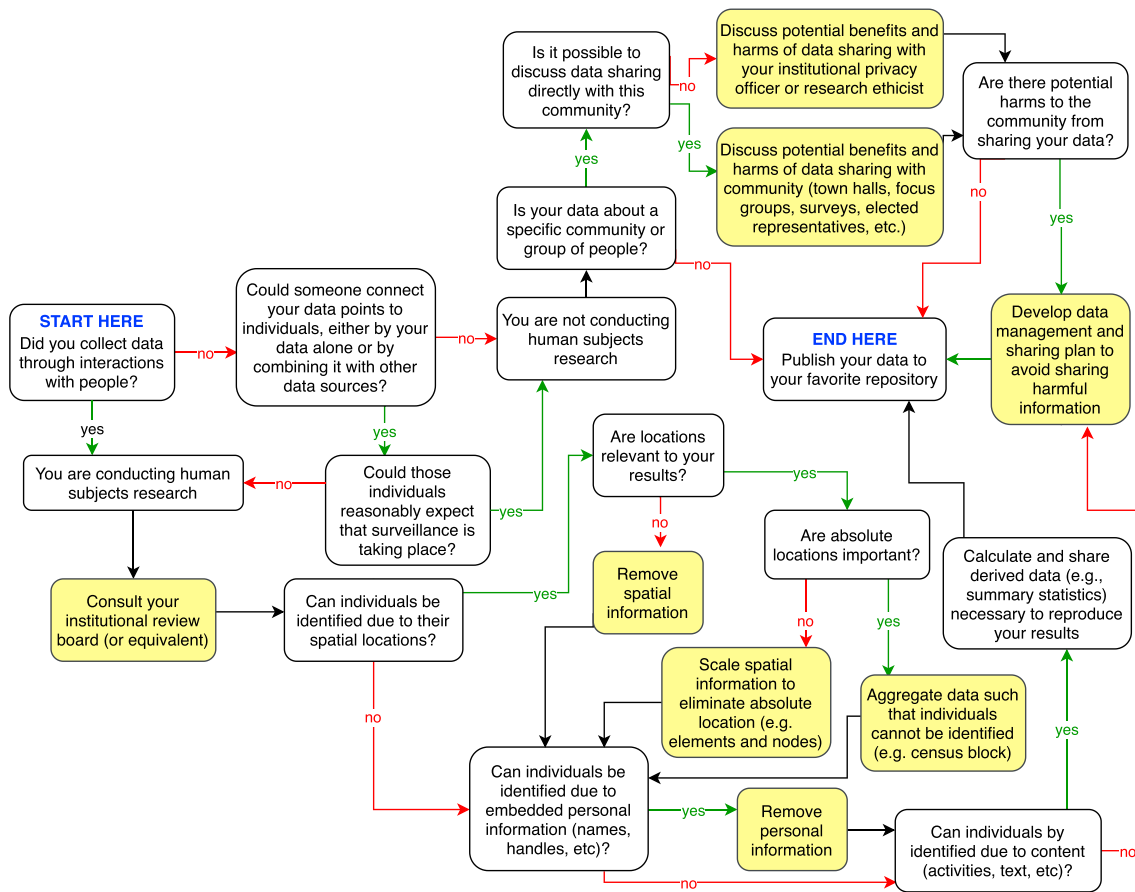 Is it possible to
discuss data sharing
directly with this
community?
no
yes
Discuss potential benefits and
harms of data sharing with
your institutional privacy
officer or research ethicist
Discuss potential benefits and
harms of data sharing with
community (town halls, focus
groups, surveys, elected
representatives, etc.)
Are there potential
harms to the
community from
sharing your data?
no
yes
yes
Is your data about a
specific community or
group of people?
no
START HERE
Did you collect data
through interactions
with people?
no
yes
Could someone connect
your data points to
individuals, either by your
data alone or by
combining it with other
data sources?
no
yes
You are not conducting
human subjects
research
END HERE
Publish your data to
your favorite repository
Develop data
management and
sharing plan to
avoid sharing
harmful
information
You are conducting human
subjects research
no
Could those
individuals
reasonably expect
that surveillance is
taking place?
yes
Are locations
relevant to your
results?
yes
no
Are absolute
locations important?
no
yes
Calculate and share
derived data (e.g.,
summary statistics)
necessary to reproduce
your results
Consult your
institutional review
board (or equivalent)
Can individuals be
identified due to their
spatial locations?
yes
no
Remove
spatial
information
Scale spatial
information to
eliminate absolute
location (e.g.
elements and nodes)
Aggregate data such
that individuals
cannot be identified
(e.g. census block)
yes
Can individuals be
identified due to
embedded personal
information (names,
handles, etc)?
yes
no
Remove
personal
information
Can individuals by
identified due to content
(activities, text, etc)?
no